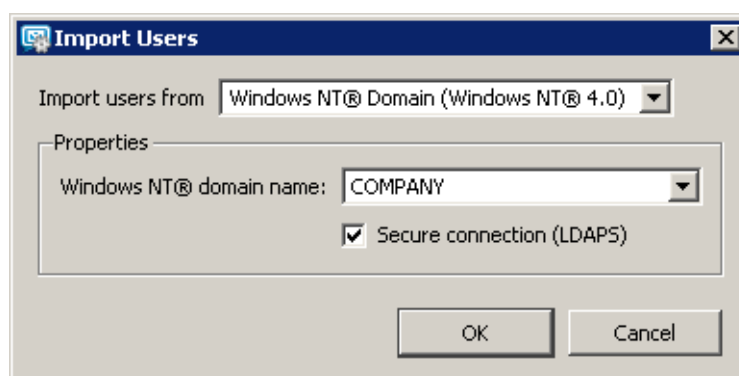 Import Users
Import users from Windows NT® Domain (Windows NT® 4.0)
Properties
Windows NT® domain name: COMPANY
Secure connection (LDAPS)
OK Cancel